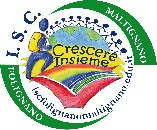 I. S. C.
FOLIGNANO
MALTIGNANO
Crescere
Insieme
iscfolignanomaltignano.edu.it